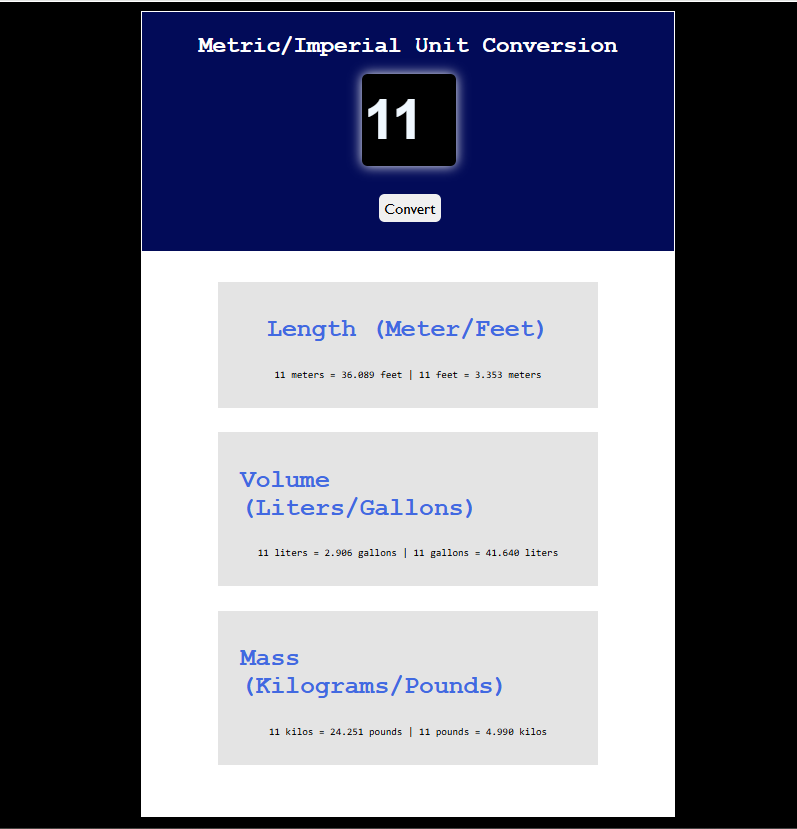 Metric/Imperial Unit Conversion
11
Convert
Length (Meter/Feet)
11 meters = 36.089 feet | 11 feet = 3.353 meters
Volume
(Liters/Gallons)
11 liters = 2.906 gallons | 11 gallons = 41.640 liters
Mass
(Kilograms/Pounds)
11 kilos = 24.251 pounds | 11 pounds = 4.990 kilos